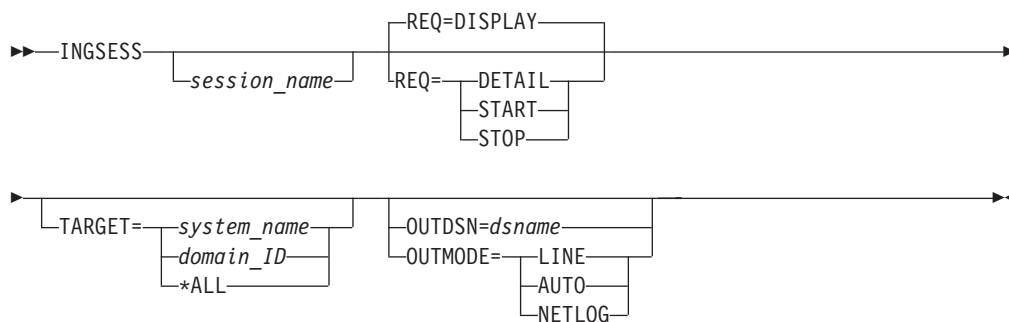 REQ=DISPLAY
INGSESS
session_name
REQ=
DETAIL
START
STOP
TARGET=
system_name
domain_ID
*ALL
OUTDSN=dsname
OUTMODE=
LINE
AUTO
NETLOG